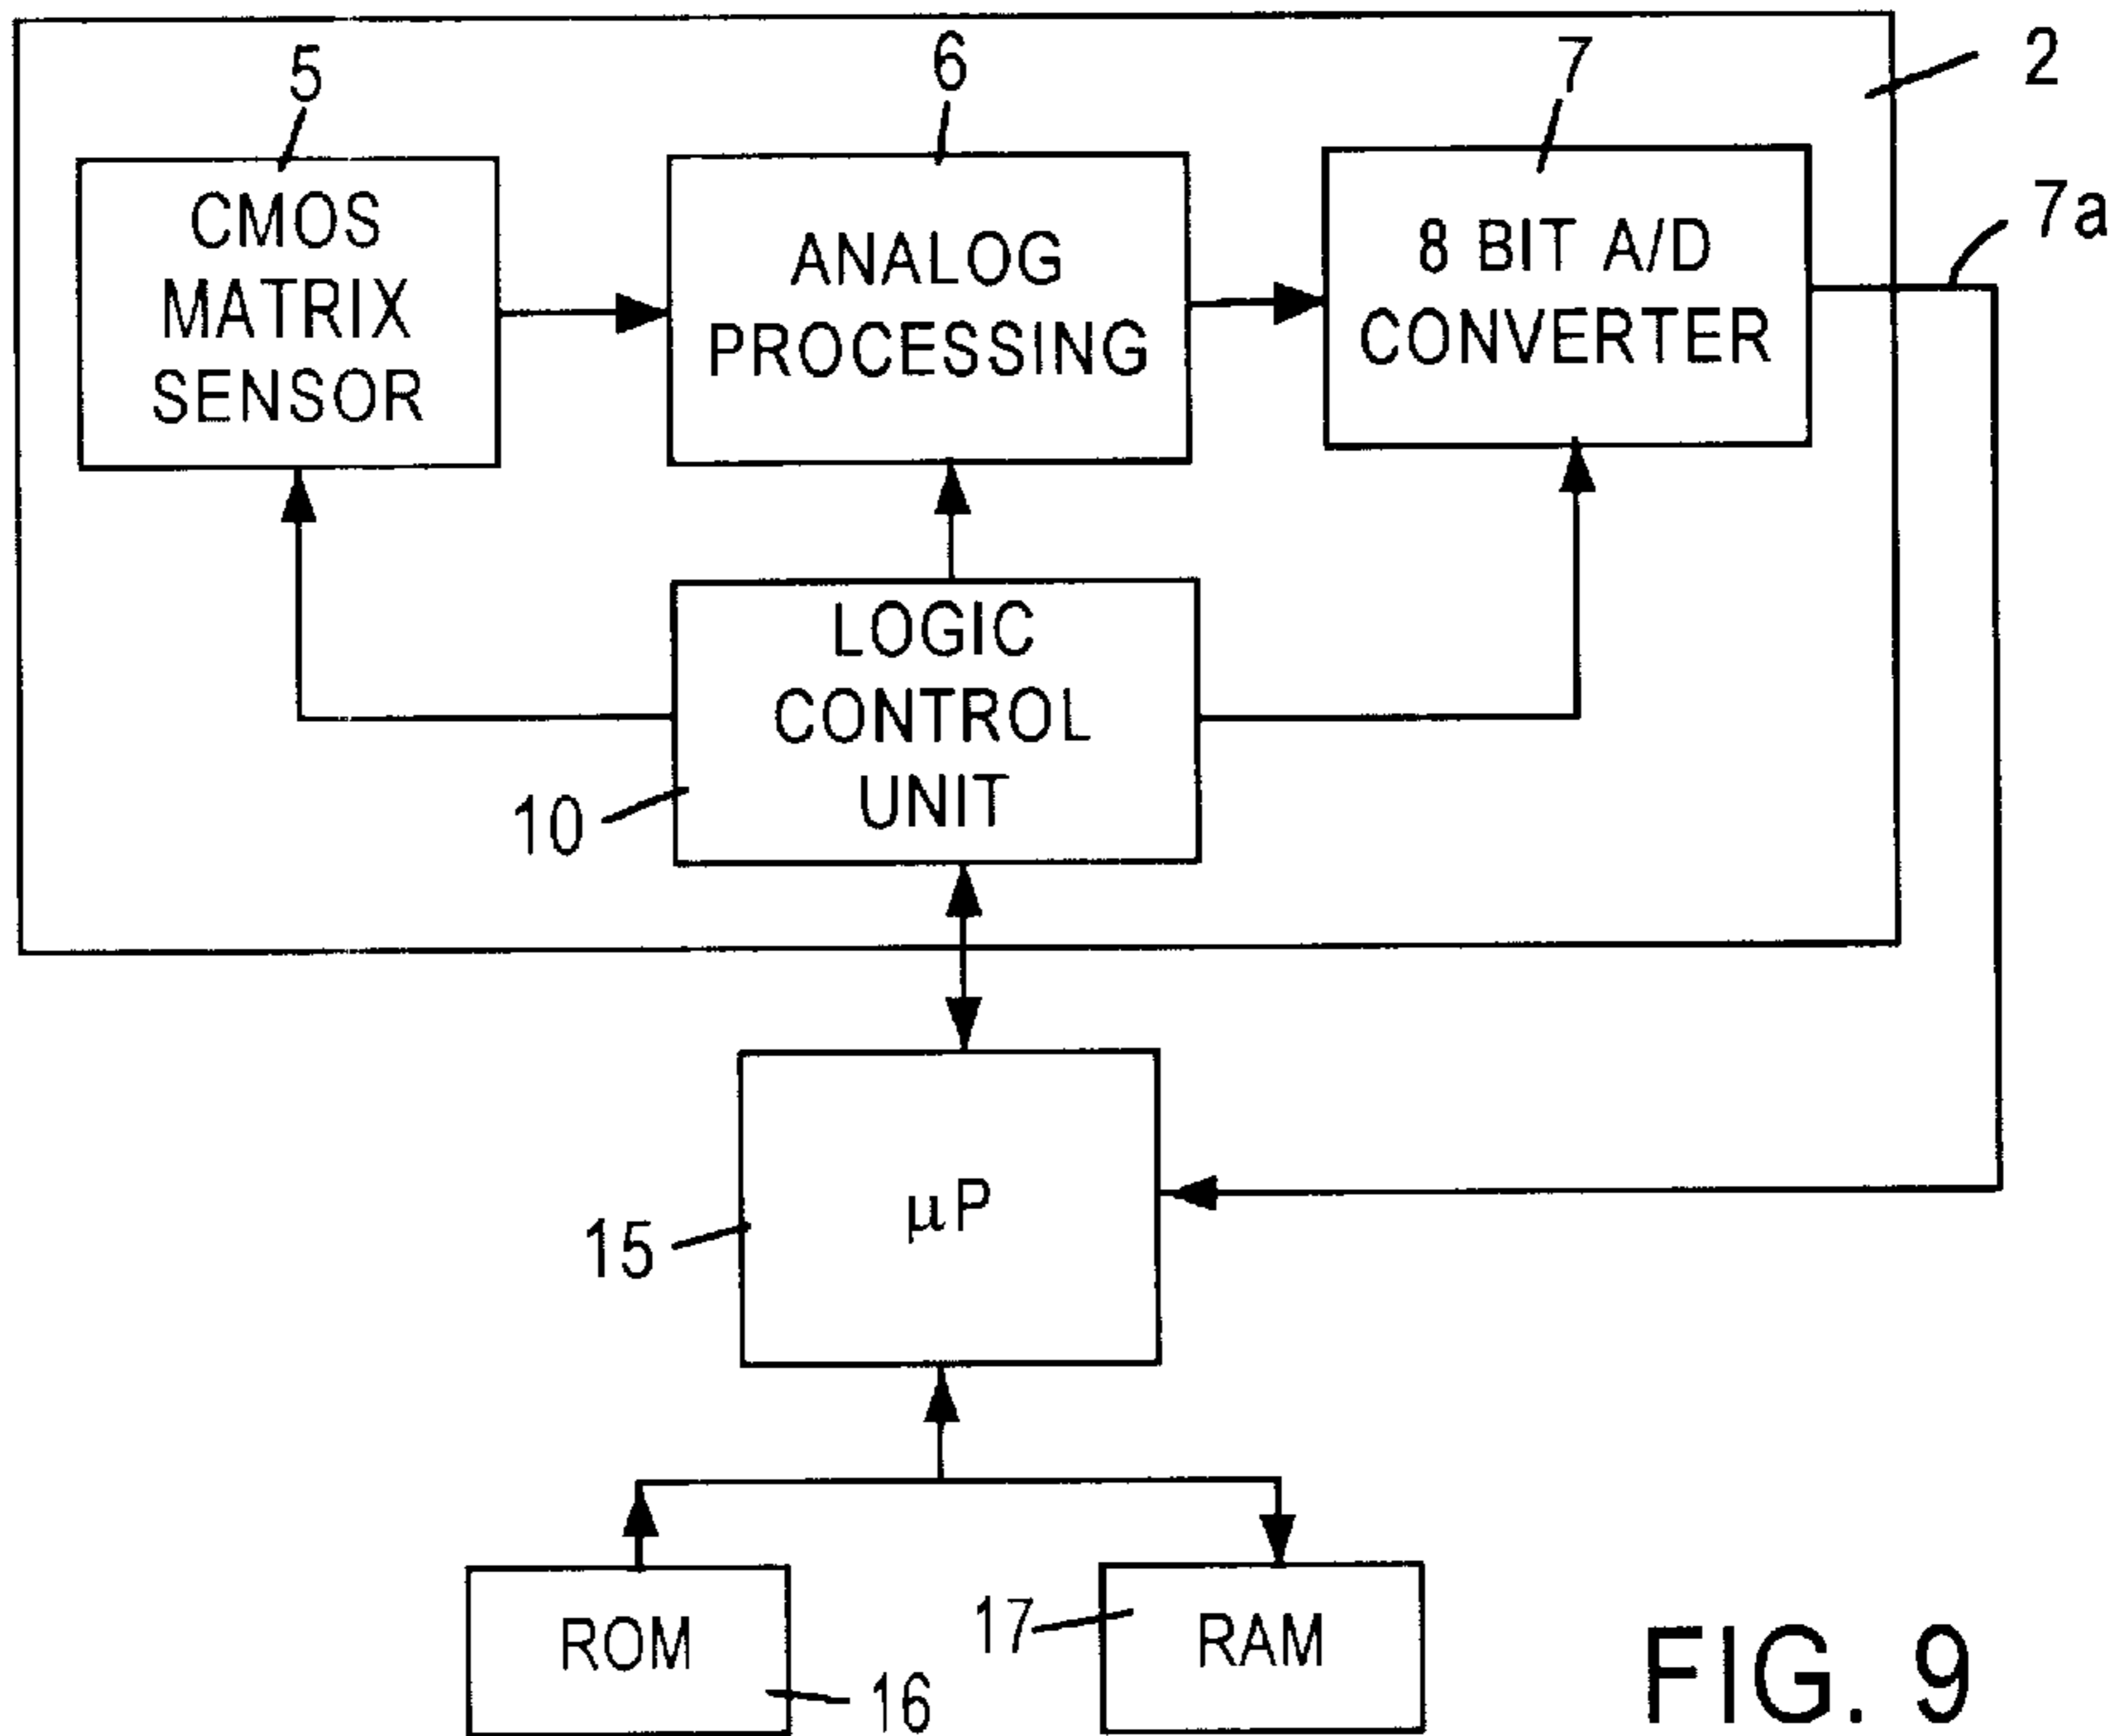 5
6
7
2
CMOS
MATRIX
SENSOR
ANALOG
PROCESSING
8 BIT A/D
CONVERTER
7a
LOGIC
CONTROL
UNIT
10
µP
15
ROM
16
17
RAM
FIG. 9